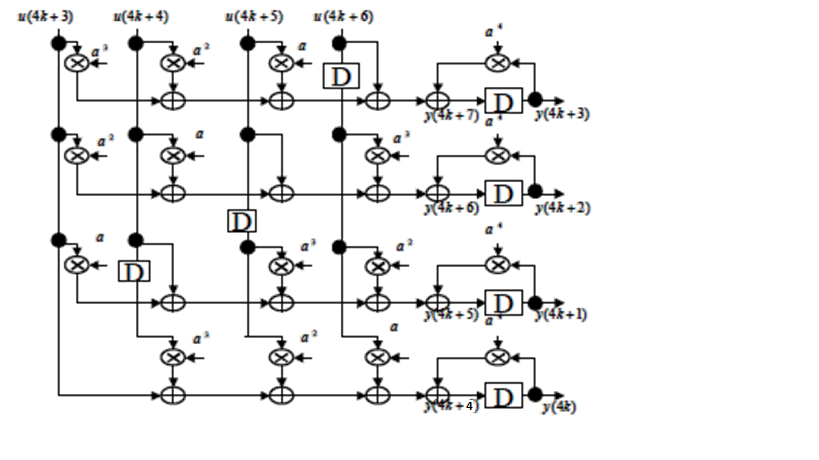 u(4k+3) u(4k+4) u(4k+5) u(4k+6)
a³ a² a a⁴
D
D
y(4k+7) y(4k+3)
a² a a³ a⁴
D
y(4k+6) y(4k+2)
D
a a³ a² a⁴
D
D
y(4k+5) y(4k+1)
a³ a² a a⁴
D
y(4k+4) y(4k)